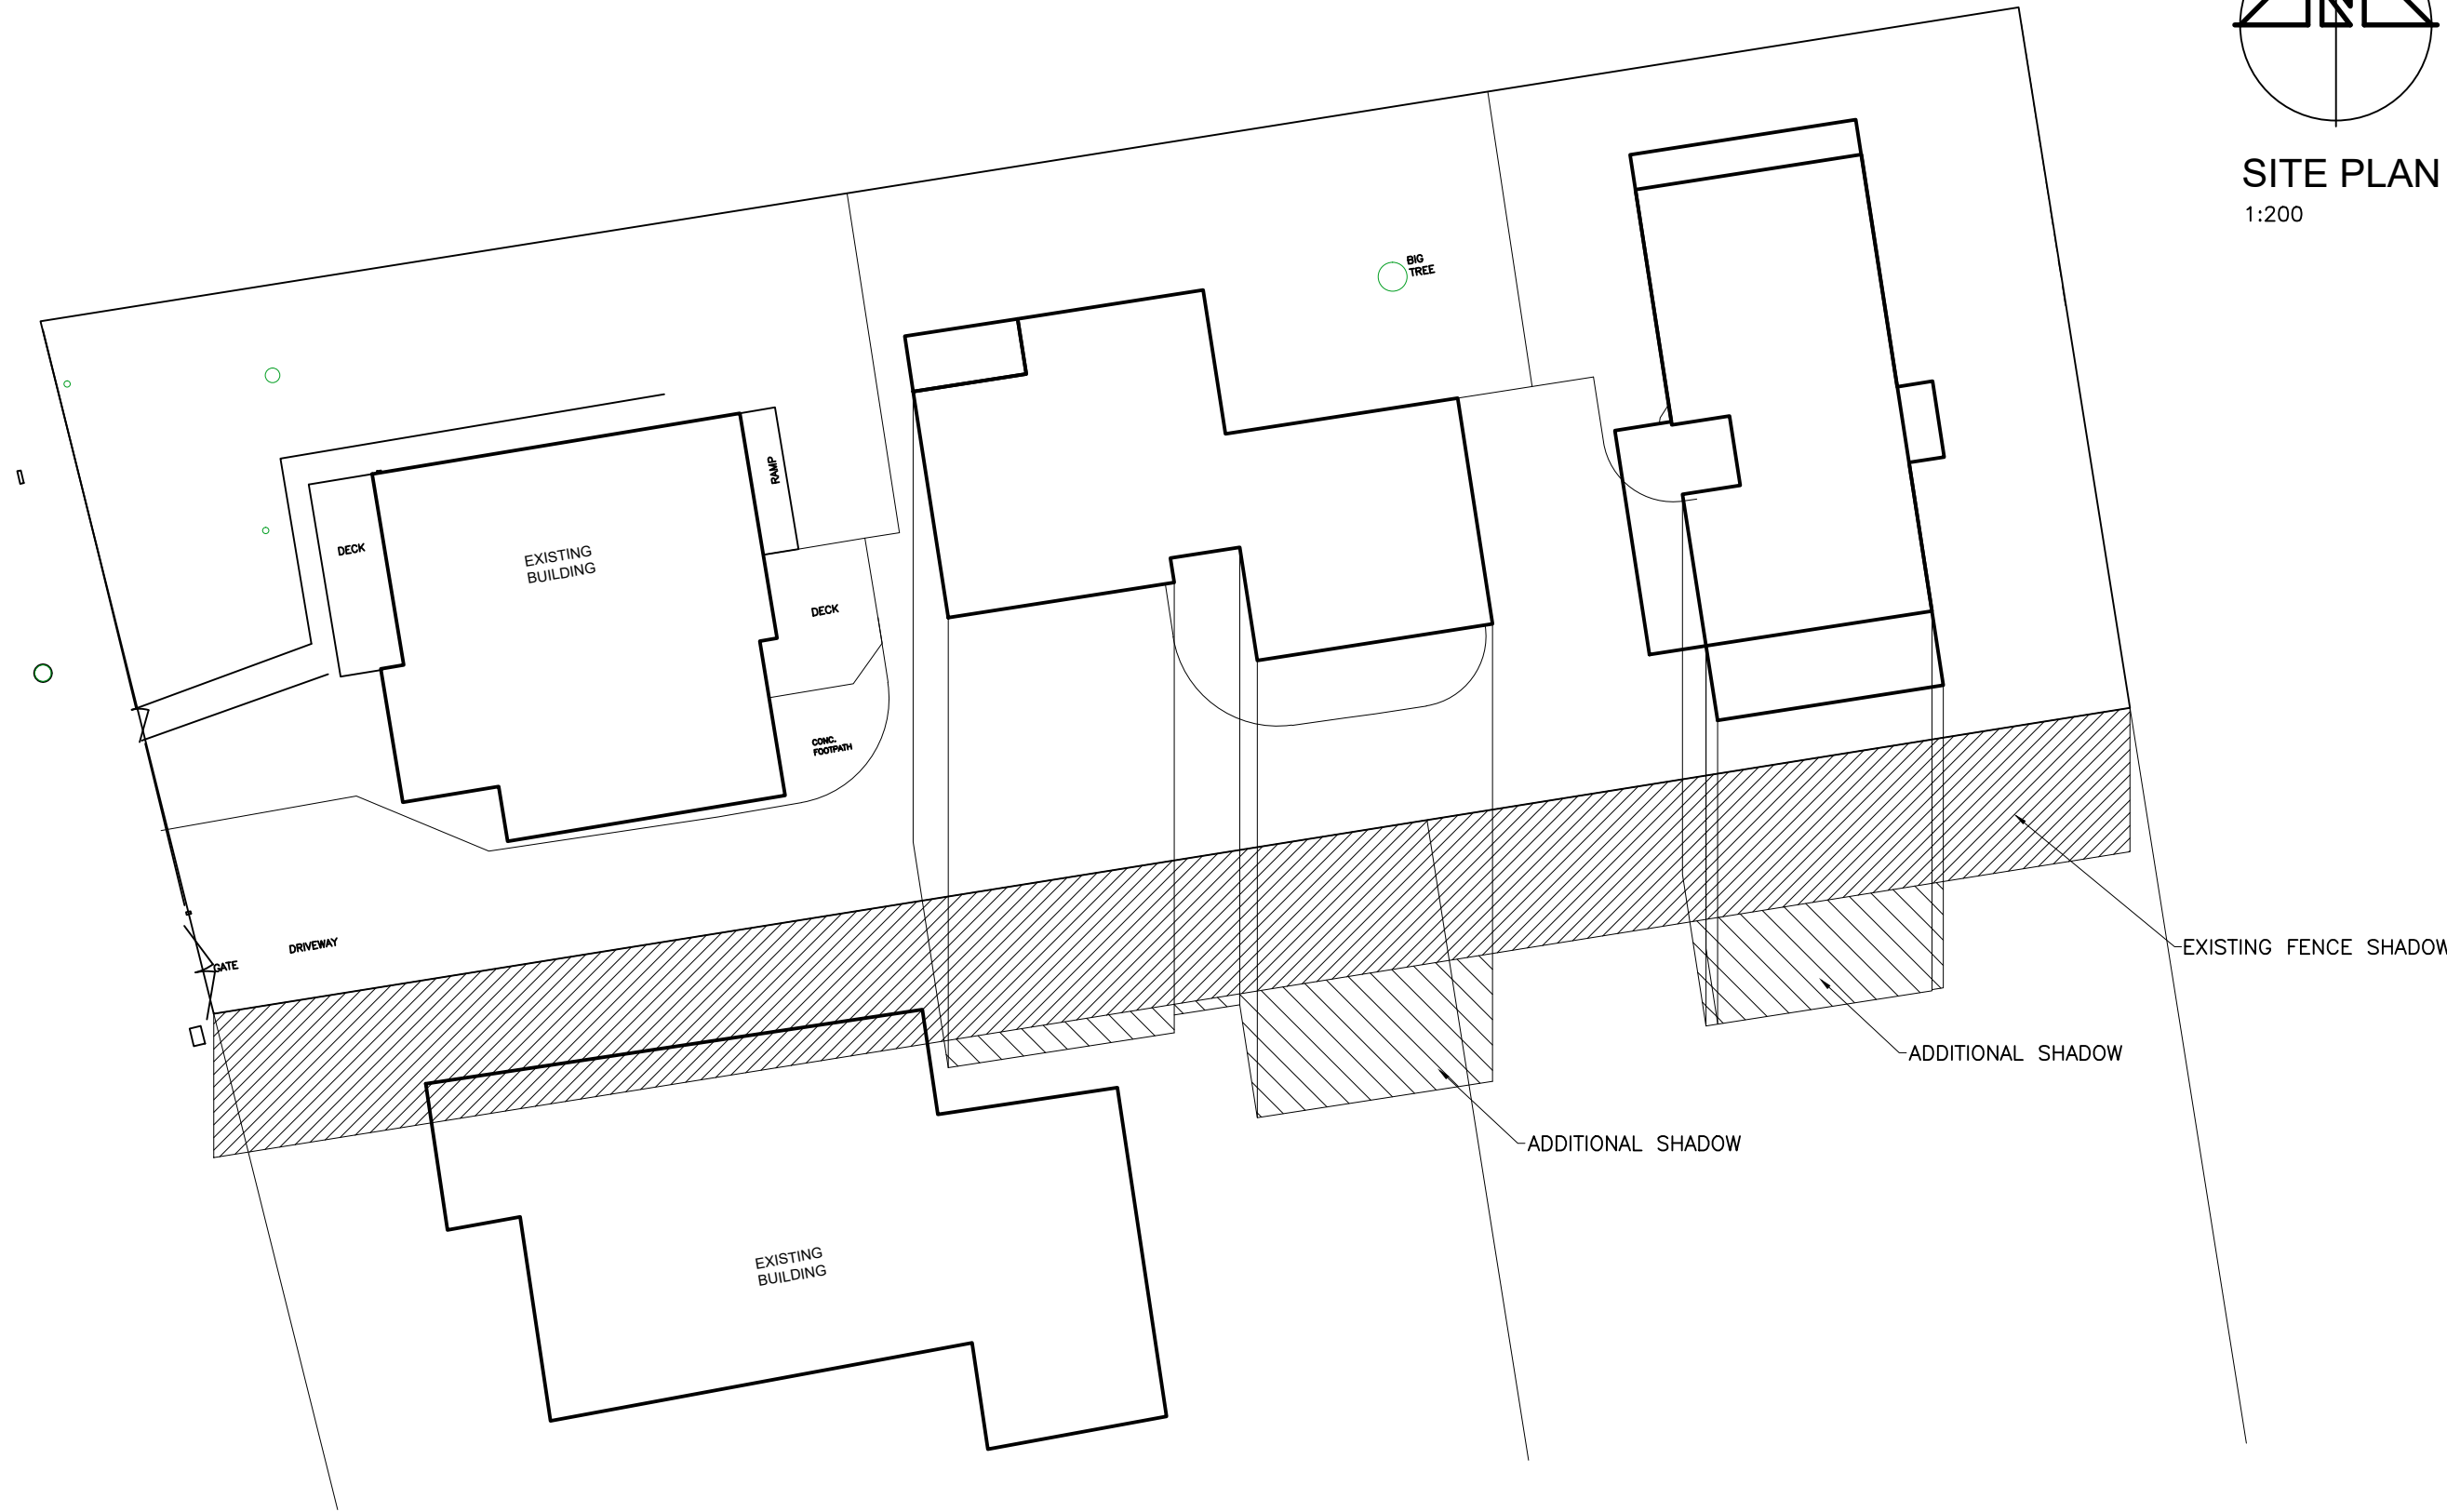 SITE PLAN
1:200
BIG
TREE
RAMP
DECK
EXISTING
BUILDING
DECK
CONC.
FOOTPATH
DRIVEWAY
GATE
EXISTING FENCE SHADOW
ADDITIONAL SHADOW
ADDITIONAL SHADOW
EXISTING
BUILDING